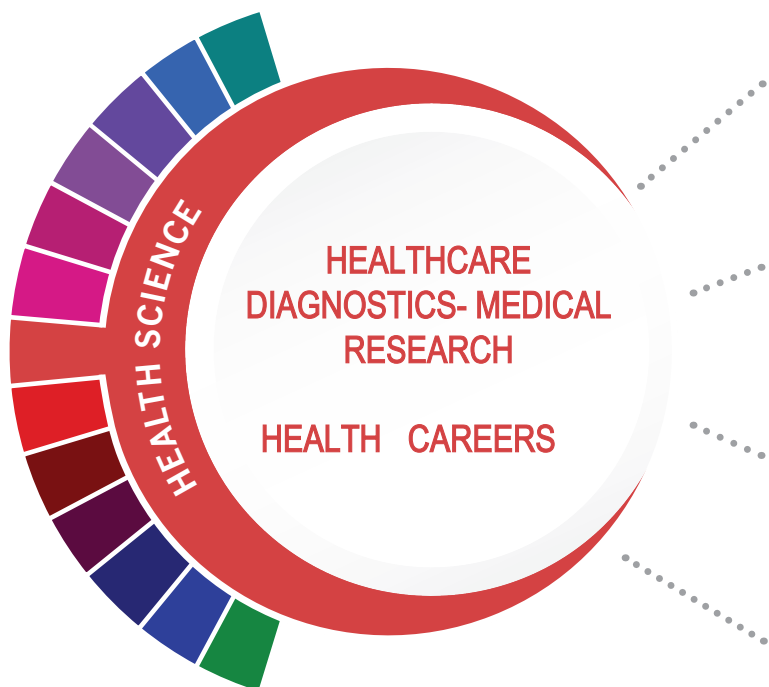 HEALTH SCIENCE
HEALTHCARE
DIAGNOSTICS- MEDICAL
RESEARCH
HEALTH CAREERS